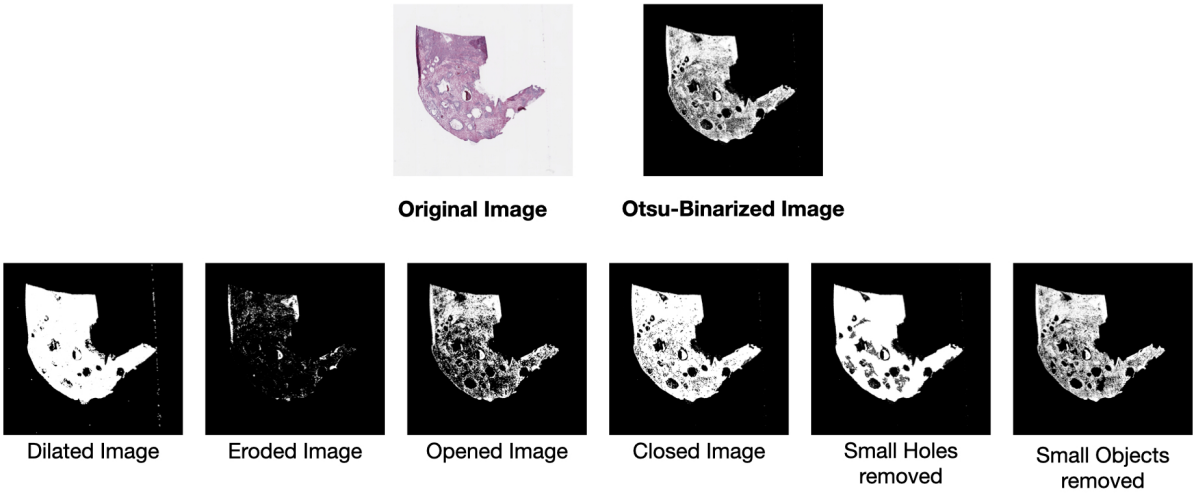 Original Image
Otsu-Binarized Image
Dilated Image
Eroded Image
Opened Image
Closed Image
Small Holes
removed
Small Objects
removed